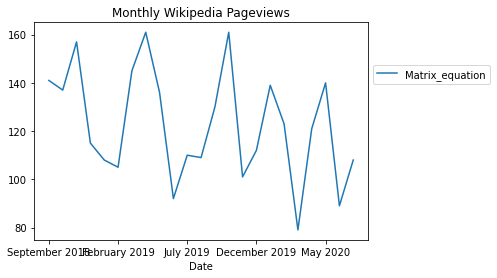 Monthly Wikipedia Pageviews
160
140
120
100
80
Matrix_equation
September 2018
February 2019
July 2019
December 2019
May 2020
Date